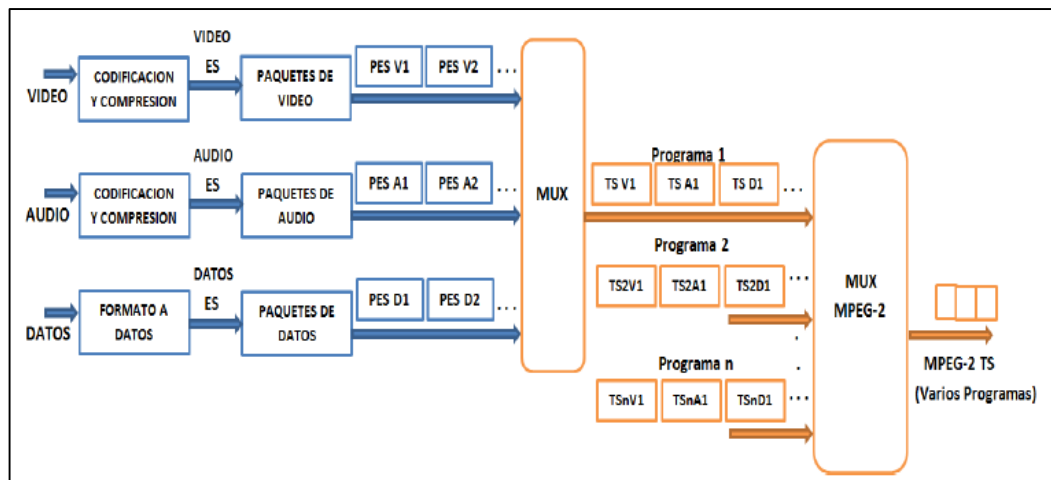 VIDEO
CODIFICACION
Y COMPRESION
VIDEO
ES
PAQUETES DE
VIDEO
PES V1
PES V2
...
AUDIO
CODIFICACION
Y COMPRESION
AUDIO
ES
PAQUETES DE
AUDIO
PES A1
PES A2
...
DATOS
FORMATO A
DATOS
DATOS
ES
PAQUETES DE
DATOS
PES D1
PES D2
...
MUX
Programa 1
TS V1
TS A1
TS D1
...
Programa 2
TS2V1
TS2A1
TS2D1
...
Programa n
TSnV1
TSnA1
TSnD1
...
MUX
MPEG-2
MPEG-2 TS
(Varios Programas)